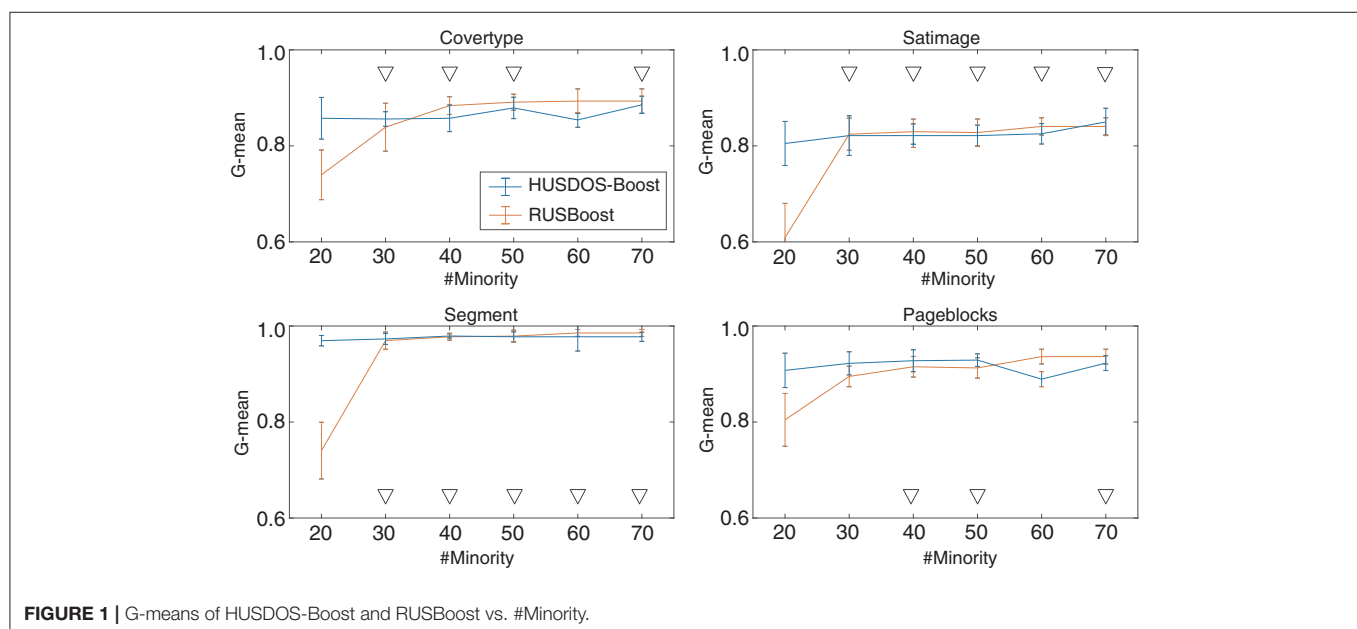 Covertype
1.0
0.8
0.6
G-mean
HUSDOS-Boost
RUSBoost
20 30 40 50 60 70
#Minority
Satimage
1.0
0.8
0.6
G-mean
20 30 40 50 60 70
#Minority
Segment
1.0
0.8
0.6
G-mean
20 30 40 50 60 70
#Minority
Pageblocks
1.0
0.8
0.6
G-mean
20 30 40 50 60 70
#Minority
FIGURE 1 | G-means of HUSDOS-Boost and RUSBoost vs. #Minority.